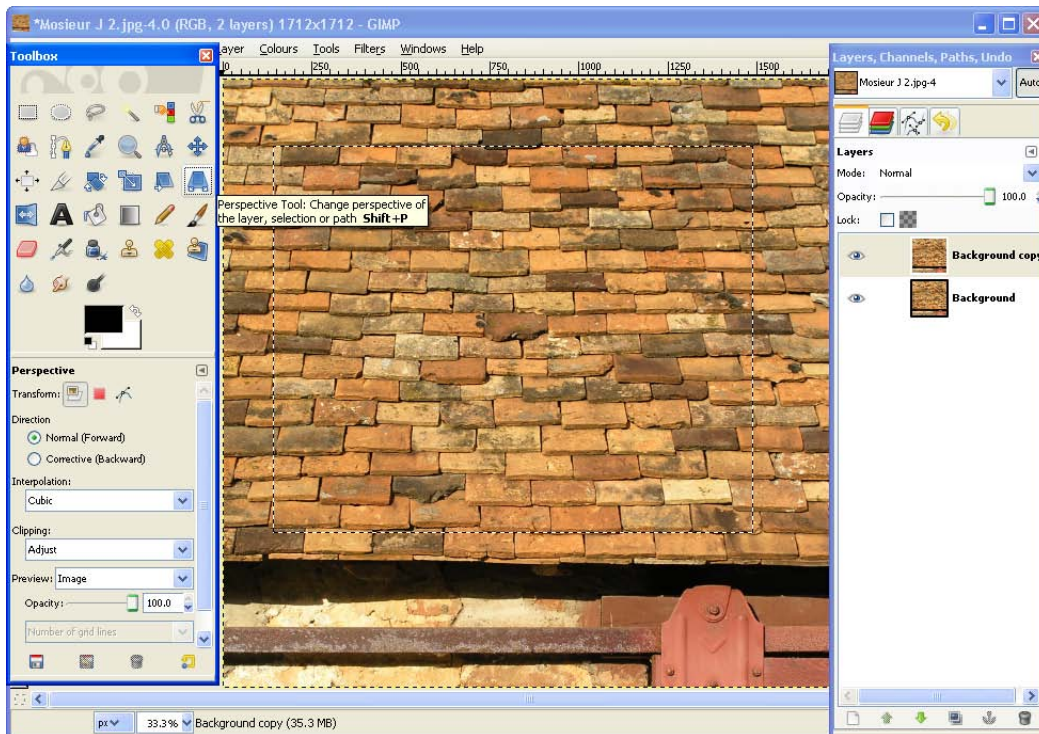 *Mosieur J 2.jpg-4.0 (RGB, 2 layers) 1712x1712 - GIMP
Toolbox
ayer Colours Tools Filters Windows Help
0 250 500 750 1000 1250 1500
Perspective Tool: Change perspective of
the layer, selection or path Shift+P
Perspective
Transform:
Direction
Normal (Forward)
Corrective (Backward)
Interpolation:
Cubic
Clipping:
Adjust
Preview: Image
Opacity: 100.0
Number of grid lines
px 33.3% Background copy (35.3 MB)
Layers, Channels, Paths, Undo
Mosieur J 2.jpg-4 Auto
Layers
Mode: Normal
Opacity: 100.0
Lock:
Background copy
Background